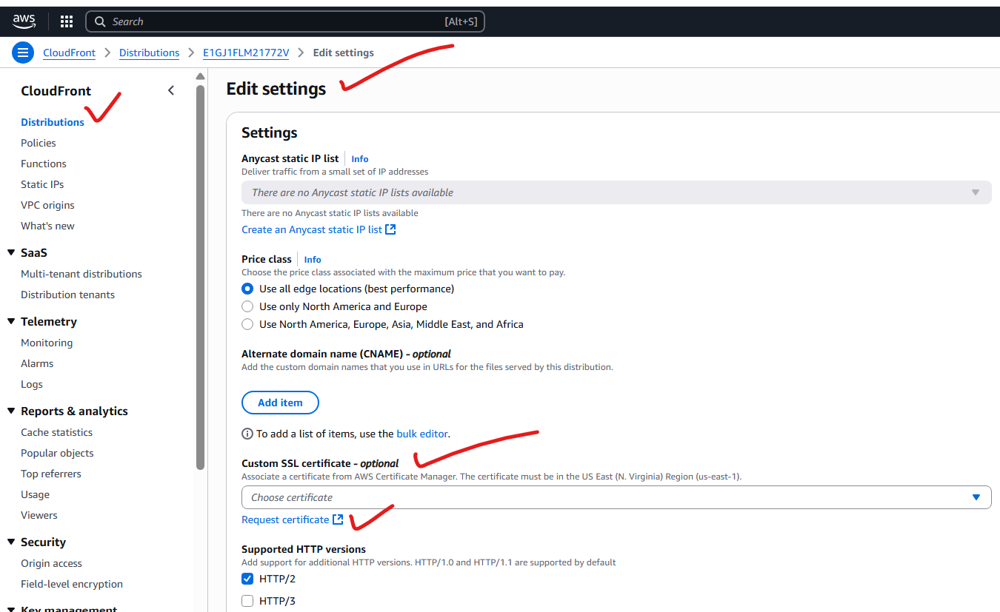 aws
Search [Alt+S]
CloudFront > Distributions > E1GJ1FLM21772V > Edit settings
CloudFront
Distributions
Policies
Functions
Static IPs
VPC origins
What's new
SaaS
Multi-tenant distributions
Distribution tenants
Telemetry
Monitoring
Alarms
Logs
Reports & analytics
Cache statistics
Popular objects
Top referrers
Usage
Viewers
Security
Origin access
Field-level encryption
Key management
Edit settings
Settings
Anycast static IP list Info
Deliver traffic from a small set of IP addresses
There are no Anycast static IP lists available
There are no Anycast static IP lists available
Create an Anycast static IP list
Price class Info
Choose the price class associated with the maximum price that you want to pay.
Use all edge locations (best performance)
Use only North America and Europe
Use North America, Europe, Asia, Middle East, and Africa
Alternate domain name (CNAME) - optional
Add the custom domain names that you use in URLs for the files served by this distribution.
Add item
To add a list of items, use the bulk editor.
Custom SSL certificate - optional
Associate a certificate from AWS Certificate Manager. The certificate must be in the US East (N. Virginia) Region (us-east-1).
Choose certificate
Request certificate
Supported HTTP versions
Add support for additional HTTP versions. HTTP/1.0 and HTTP/1.1 are supported by default
HTTP/2
HTTP/3